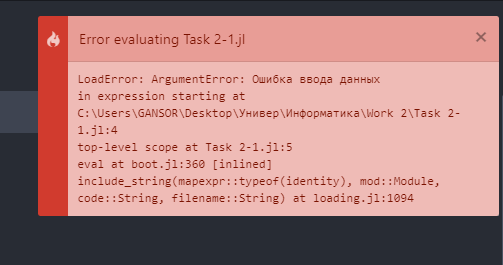 Error evaluating Task 2-1.jl
LoadError: ArgumentError: Ошибка ввода данных
in expression starting at
C:\Users\GANSOR\Desktop\Универ\Информатика\Work 2\Task 2-
1.jl:4
top-level scope at Task 2-1.jl:5
eval at boot.jl:360 [inlined]
include_string(mapexpr::typeof(identity), mod::Module,
code::String, filename::String) at loading.jl:1094